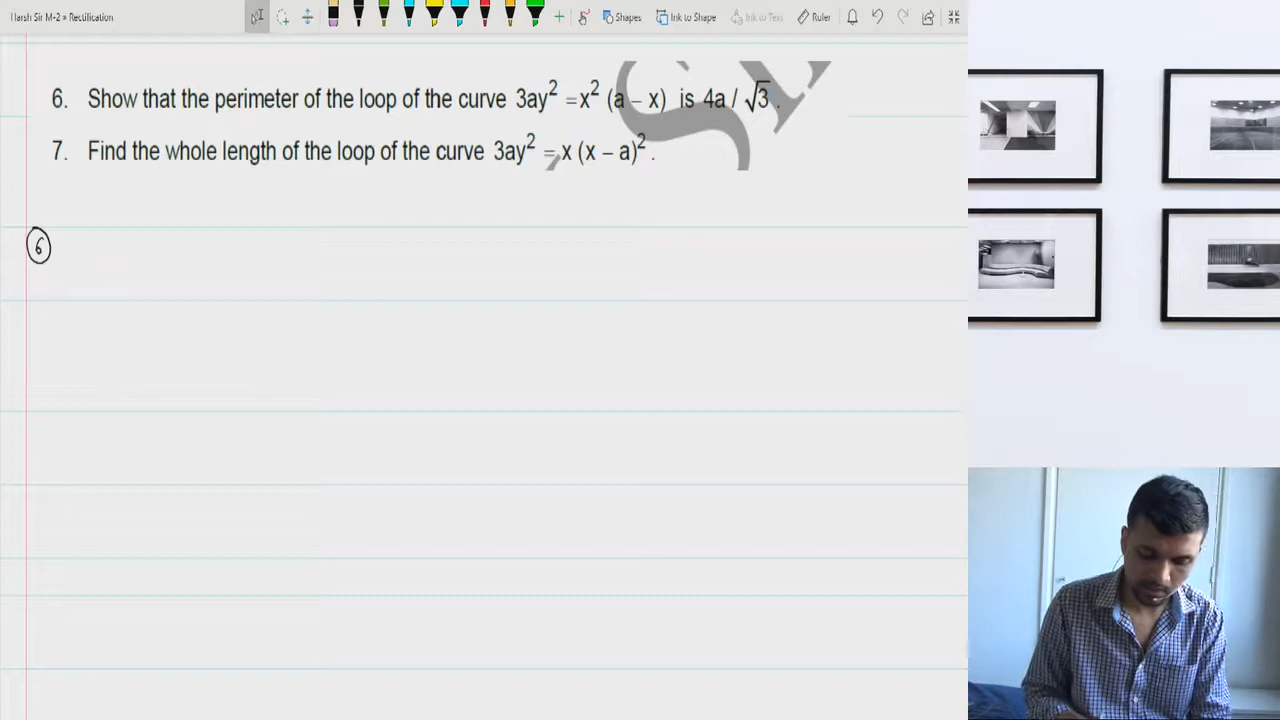 Harsh Sir M-2 » Rectification
Shapes Ink to Shape Ink to Text Ruler
6. Show that the perimeter of the loop of the curve 3ay² = x² (a – x) is 4a / √3 .
7. Find the whole length of the loop of the curve 3ay² = x (x – a)² .
6